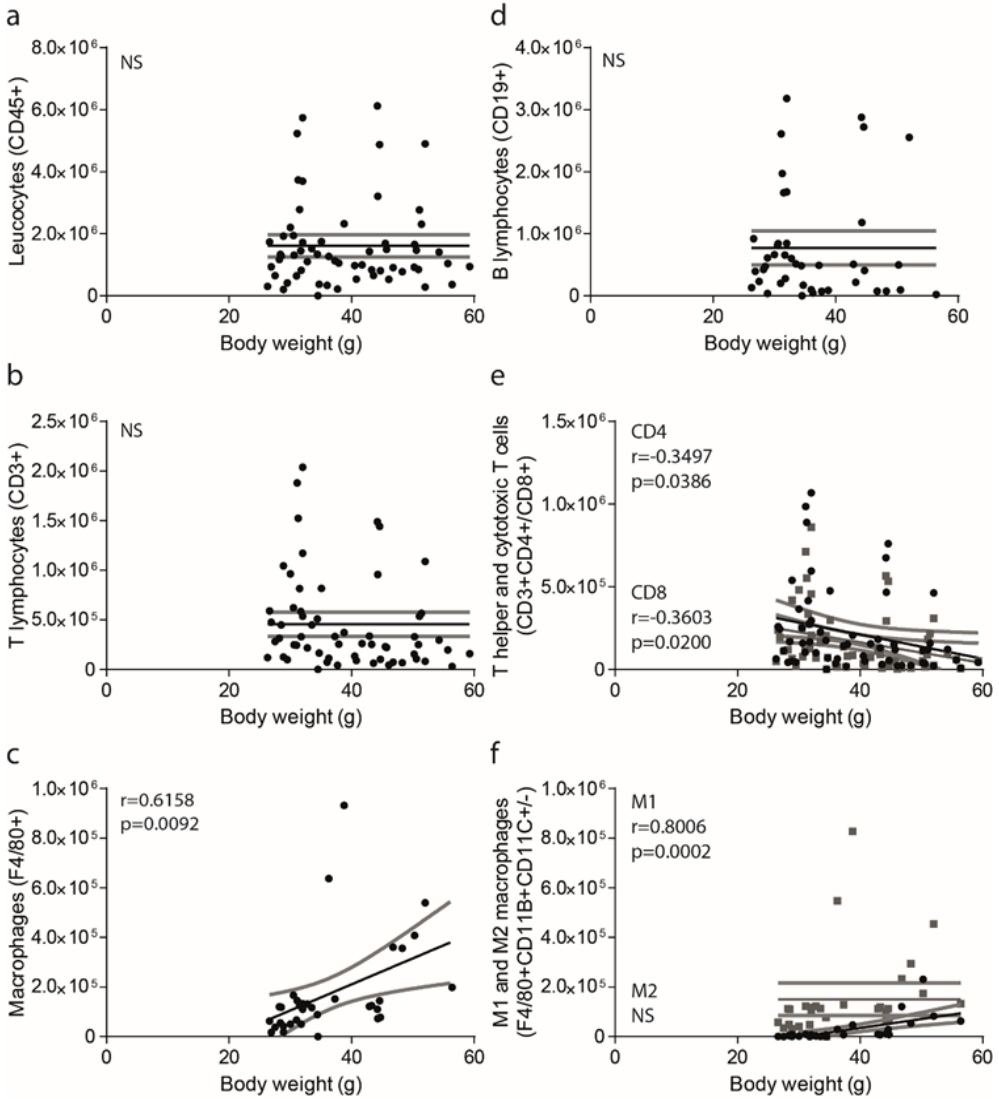 a
Leucocytes (CD45+)
8.0×10⁶
6.0×10⁶
4.0×10⁶
2.0×10⁶
0
NS
0 20 40 60
Body weight (g)
d
B lymphocytes (CD19+)
4.0×10⁶
3.0×10⁶
2.0×10⁶
1.0×10⁶
0
NS
0 20 40 60
Body weight (g)
b
T lymphocytes (CD3+)
2.5×10⁶
2.0×10⁶
1.5×10⁶
1.0×10⁶
5.0×10⁵
0
NS
0 20 40 60
Body weight (g)
e
T helper and cytotoxic T cells
(CD3+CD4+/CD8+)
1.5×10⁶
1.0×10⁶
5.0×10⁵
0
CD4
r=-0.3497
p=0.0386
CD8
r=-0.3603
p=0.0200
0 20 40 60
Body weight (g)
c
Macrophages (F4/80+)
1.0×10⁶
8.0×10⁵
6.0×10⁵
4.0×10⁵
2.0×10⁵
0
r=0.6158
p=0.0092
0 20 40 60
Body weight (g)
f
M1 and M2 macrophages
(F4/80+CD11B+CD11C+/-)
1.0×10⁶
8.0×10⁵
6.0×10⁵
4.0×10⁵
2.0×10⁵
0
M1
r=0.8006
p=0.0002
M2
NS
0 20 40 60
Body weight (g)